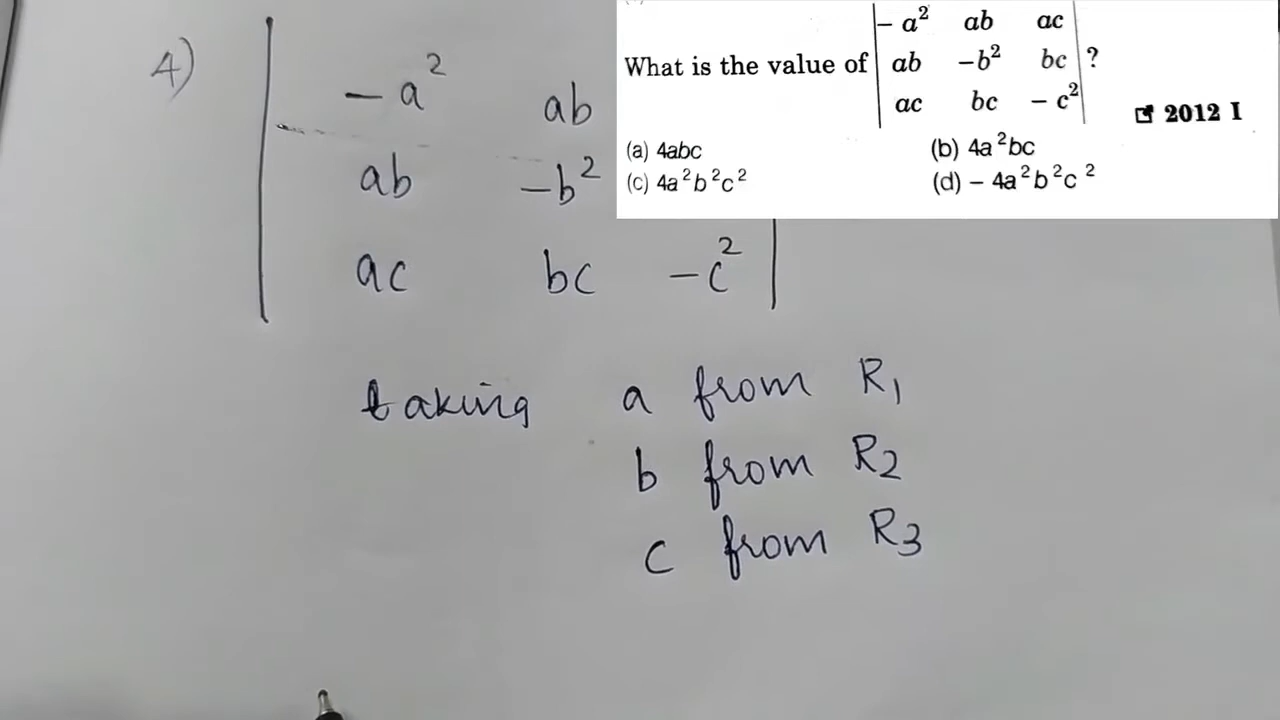 What is the value of | - a² ab ac |
| ab -b² bc | ?
| ac bc - c² |
2012 I
(a) 4abc (b) 4a²bc
(c) 4a²b²c² (d) - 4a²b²c²
4) | - a² ab
ab -b²
ac bc -c² |
taking a from R₁
b from R₂
c from R₃